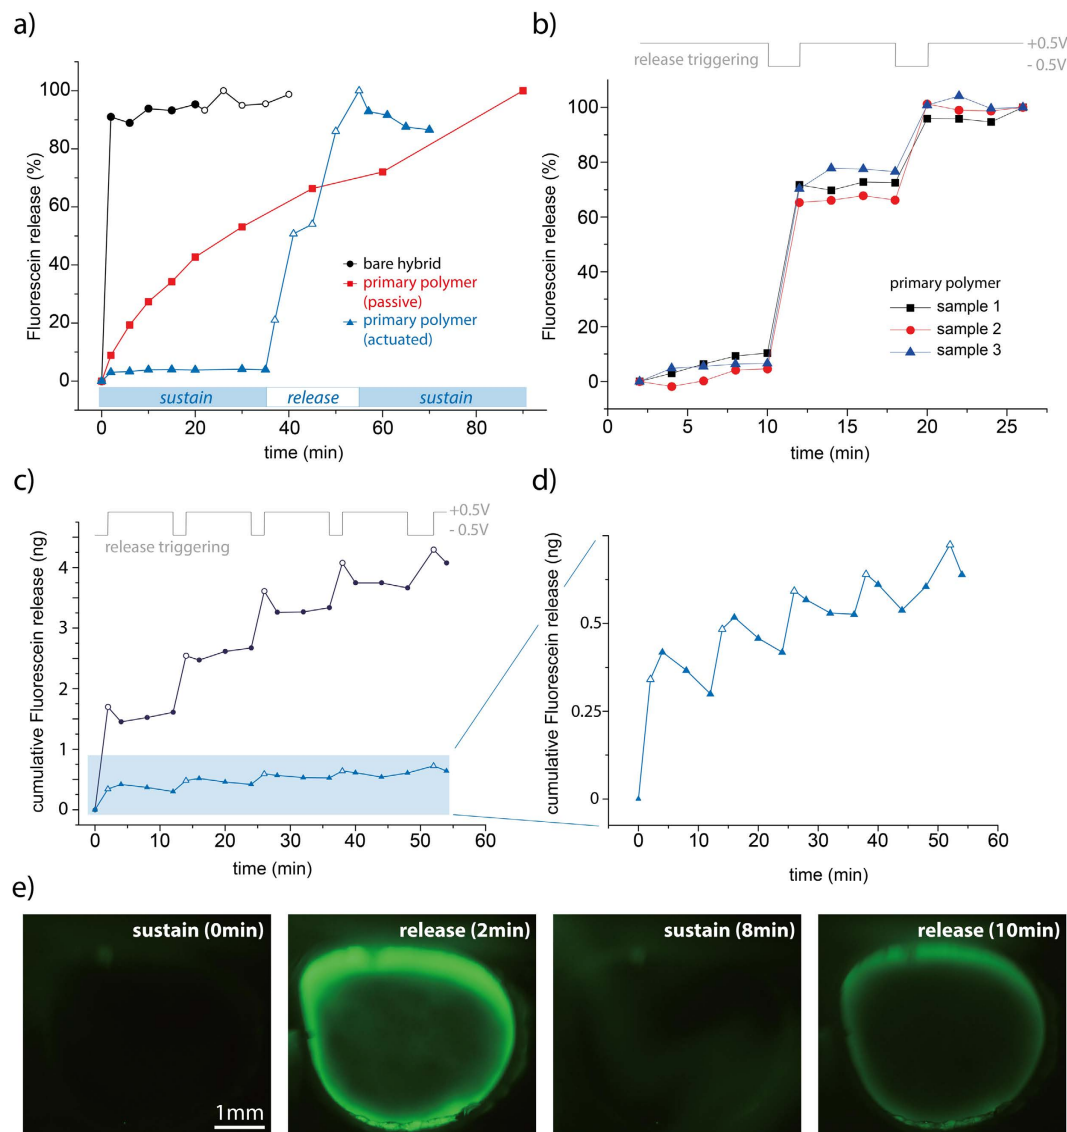 a)
Fluorescein release (%)
100
80
60
40
20
0
bare hybrid
primary polymer
(passive)
primary polymer
(actuated)
sustain
release
sustain
0
20
40
60
80
time (min)
b)
release triggering
+0.5V
- 0.5V
Fluorescein release (%)
100
80
60
40
20
0
primary polymer
sample 1
sample 2
sample 3
0
5
10
15
20
25
time (min)
c)
release triggering
+0.5V
- 0.5V
cumulative Fluorescein release (ng)
4
3
2
1
0
0
10
20
30
40
50
60
time (min)
d)
cumulative Fluorescein release (ng)
0.5
0.25
0
0
10
20
30
40
50
60
time (min)
e)
sustain (0min)
1mm
release (2min)
sustain (8min)
release (10min)